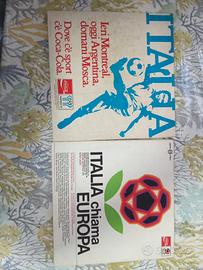 ITALIA
Ieri Montreal,
oggi Argentina,
domani Mosca.
Dove c'è sport
c'è Coca-Cola.
ITALIA chiama
EUROPA